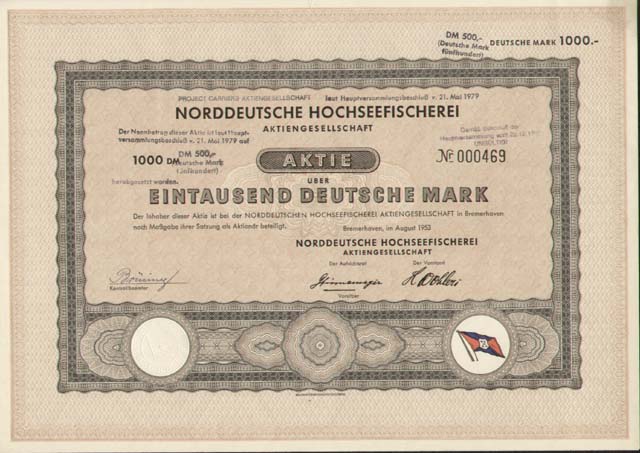 DM 500,-
(Deutsche Mark
fünfhundert)
DEUTSCHE MARK 1000.-
PROJECT CARRIERS AKTIENGESELLSCHAFT laut Hauptversammlungsbeschluß v. 21. Mai 1979
NORDDEUTSCHE HOCHSEEFISCHEREI
AKTIENGESELLSCHAFT
Der Nennbetrag dieser Aktie ist laut Haupt-
versammlungsbeschluß v. 21. Mai 1979 auf
UNGÜLTIG!
1000 DM
DM 500,-
(Deutsche Mark
fünfhundert)
herabgesetzt worden.
AKTIE
№ 000469
ÜBER
EINTAUSEND DEUTSCHE MARK
Der Inhaber dieser Aktie ist bei der NORDDEUTSCHEN HOCHSEEFISCHEREI AKTIENGESELLSCHAFT in Bremerhaven
nach Maßgabe ihrer Satzung als Aktionär beteiligt.
Bremerhaven, im August 1953
NORDDEUTSCHE HOCHSEEFISCHEREI
AKTIENGESELLSCHAFT
Der Aufsichtsrat
Der Vorstand
Kontrollbeamter
Vorsitzer